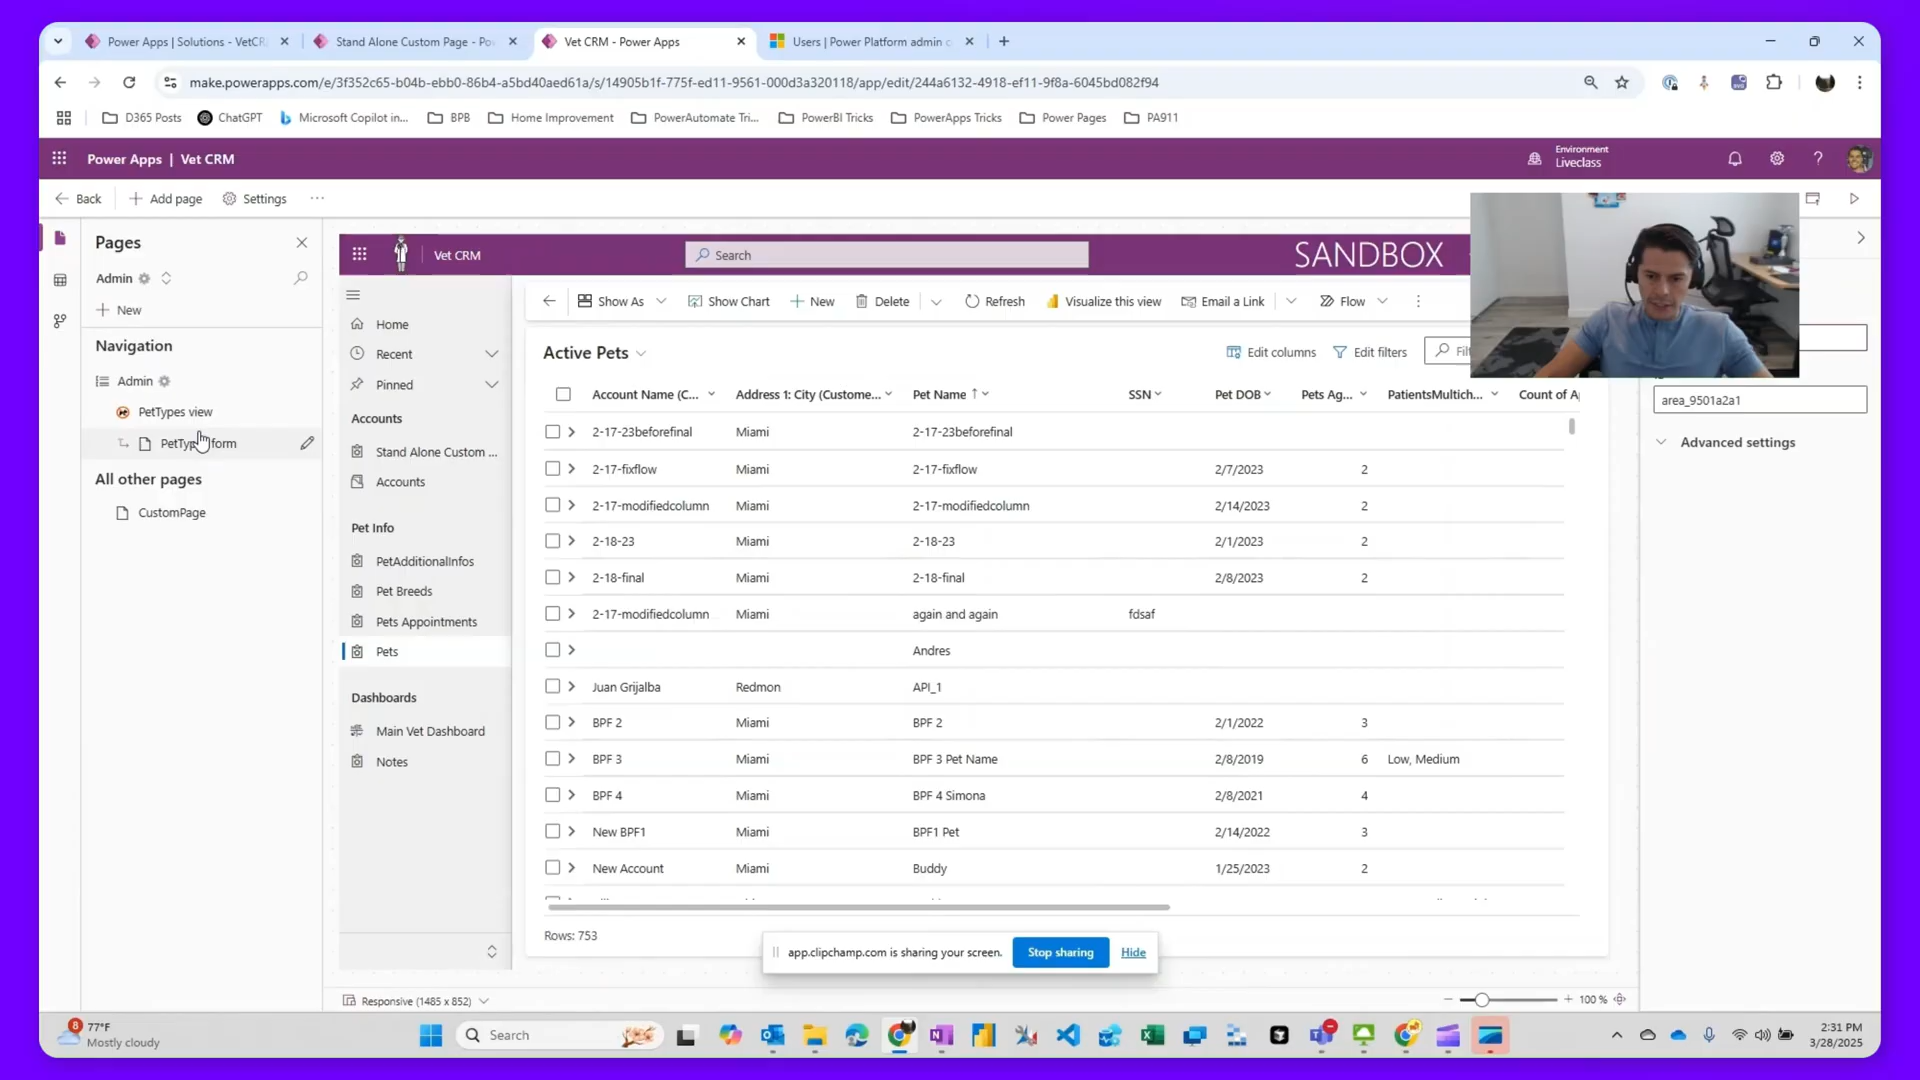 Power Apps | Solutions - VetCR
Stand Alone Custom Page - Po
Vet CRM - Power Apps
Users | Power Platform admin c
make.powerapps.com/e/3f352c65-b04b-ebb0-86b4-a5bd40aed61a/s/14905b1f-775f-ed11-9561-000d3a320118/app/edit/244a6132-4918-ef11-9f8a-6045bd082f94
D365 Posts ChatGPT Microsoft Copilot in... BPB Home Improvement PowerAutomate Tri... PowerBI Tricks PowerApps Tricks Power Pages PA911
Power Apps | Vet CRM
Environment
Liveclass
Back Add page Settings
Pages
Admin
New
Navigation
Admin
PetTypes view
form
All other pages
CustomPage
Vet CRM
Search
SANDBOX
Home
Recent
Pinned
Accounts
Stand Alone Custom ...
Accounts
Pet Info
PetAdditionalInfos
Pet Breeds
Pets Appointments
Pets
Dashboards
Main Vet Dashboard
Notes
Show As Show Chart New Delete Refresh Visualize this view Email a Link Flow
Active Pets
Edit columns Edit filters
Account Name (C... Address 1: City (Custome... Pet Name SSN Pet DOB Pets Ag... PatientsMultich... Count of A
2-17-23beforefinal Miami 2-17-23beforefinal
2-17-fixflow Miami 2-17-fixflow 2/7/2023 2
2-17-modifiedcolumn Miami 2-17-modifiedcolumn 2/14/2023 2
2-18-23 Miami 2-18-23 2/1/2023 2
2-18-final Miami 2-18-final 2/8/2023 2
2-17-modifiedcolumn Miami again and again fdsaf
Andres
Juan Grijalba Redmon API_1
BPF 2 Miami BPF 2 2/1/2022 3
BPF 3 Miami BPF 3 Pet Name 2/8/2019 6 Low, Medium
BPF 4 Miami BPF 4 Simona 2/8/2021 4
New BPF1 Miami BPF1 Pet 2/14/2022 3
New Account Miami Buddy 1/25/2023 2
Rows: 753
area_9501a2a1
Advanced settings
app.clipchamp.com is sharing your screen. Stop sharing Hide
Responsive (1485 x 852)
100 %
8
77°F
Mostly cloudy
Search
2:31 PM
3/28/2025